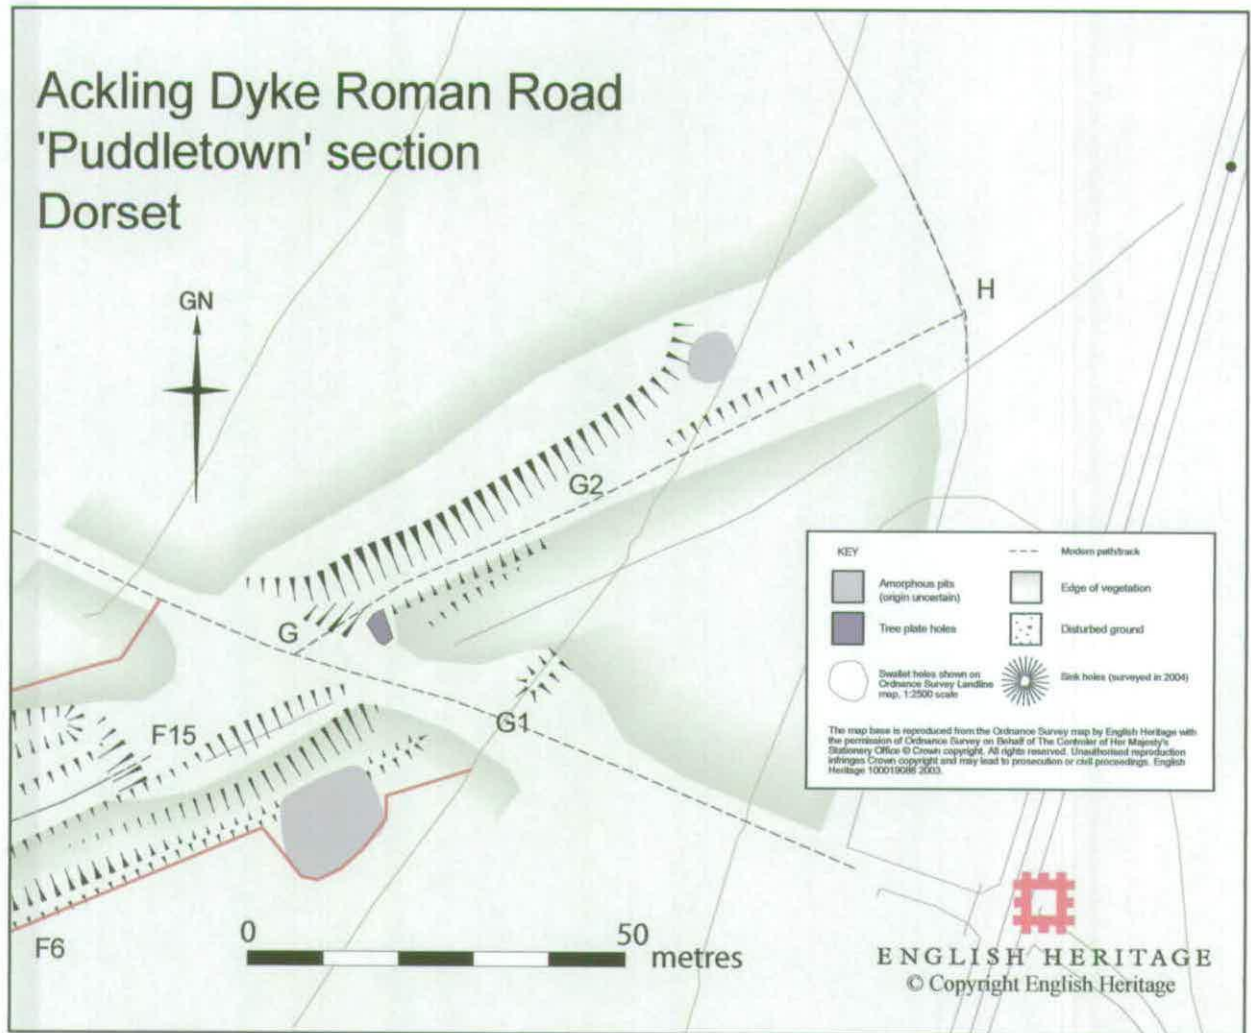 Ackling Dyke Roman Road
'Puddletown' section
Dorset
GN
H
G2
G
G1
F15
F6
KEY
Amorphous pits
(origin uncertain)
Tree plate holes
Swallet holes shown on
Ordnance Survey Landline
map, 1:2500 scale
Modern path/track
Edge of vegetation
Disturbed ground
Sink holes (surveyed in 2004)
The map base is reproduced from the Ordnance Survey map by English Heritage with
the permission of Ordnance Survey on Behalf of The Controller of Her Majesty's
Stationery Office © Crown copyright. All rights reserved. Unauthorised reproduction
infringes Crown copyright and may lead to prosecution or civil proceedings. English
Heritage 100019088 2003.
0 50
metres
ENGLISH HERITAGE
© Copyright English Heritage